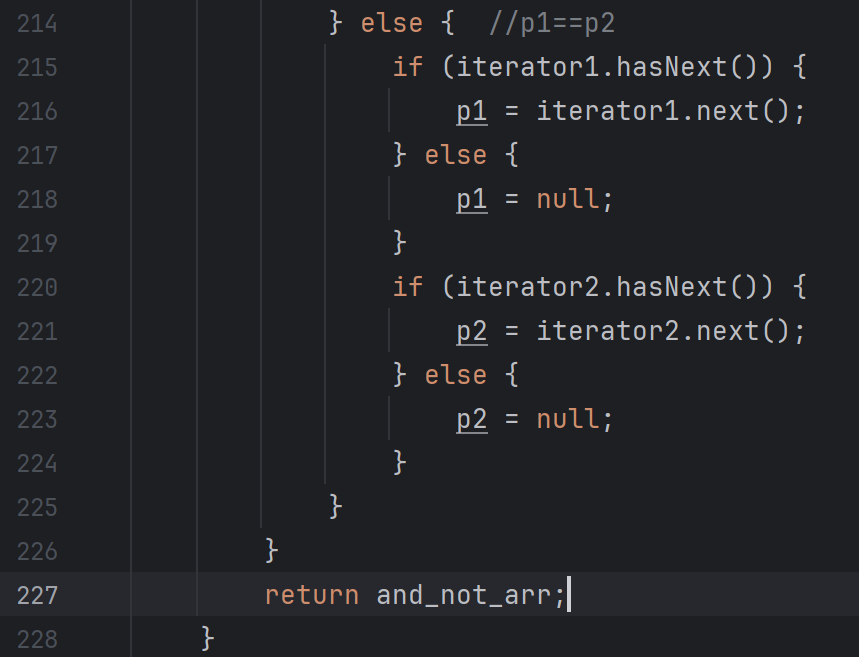 214 } else { //p1==p2
215 if (iterator1.hasNext()) {
216 p1 = iterator1.next();
217 } else {
218 p1 = null;
219 }
220 if (iterator2.hasNext()) {
221 p2 = iterator2.next();
222 } else {
223 p2 = null;
224 }
225 }
226 }
227 return and_not_arr;
228 }